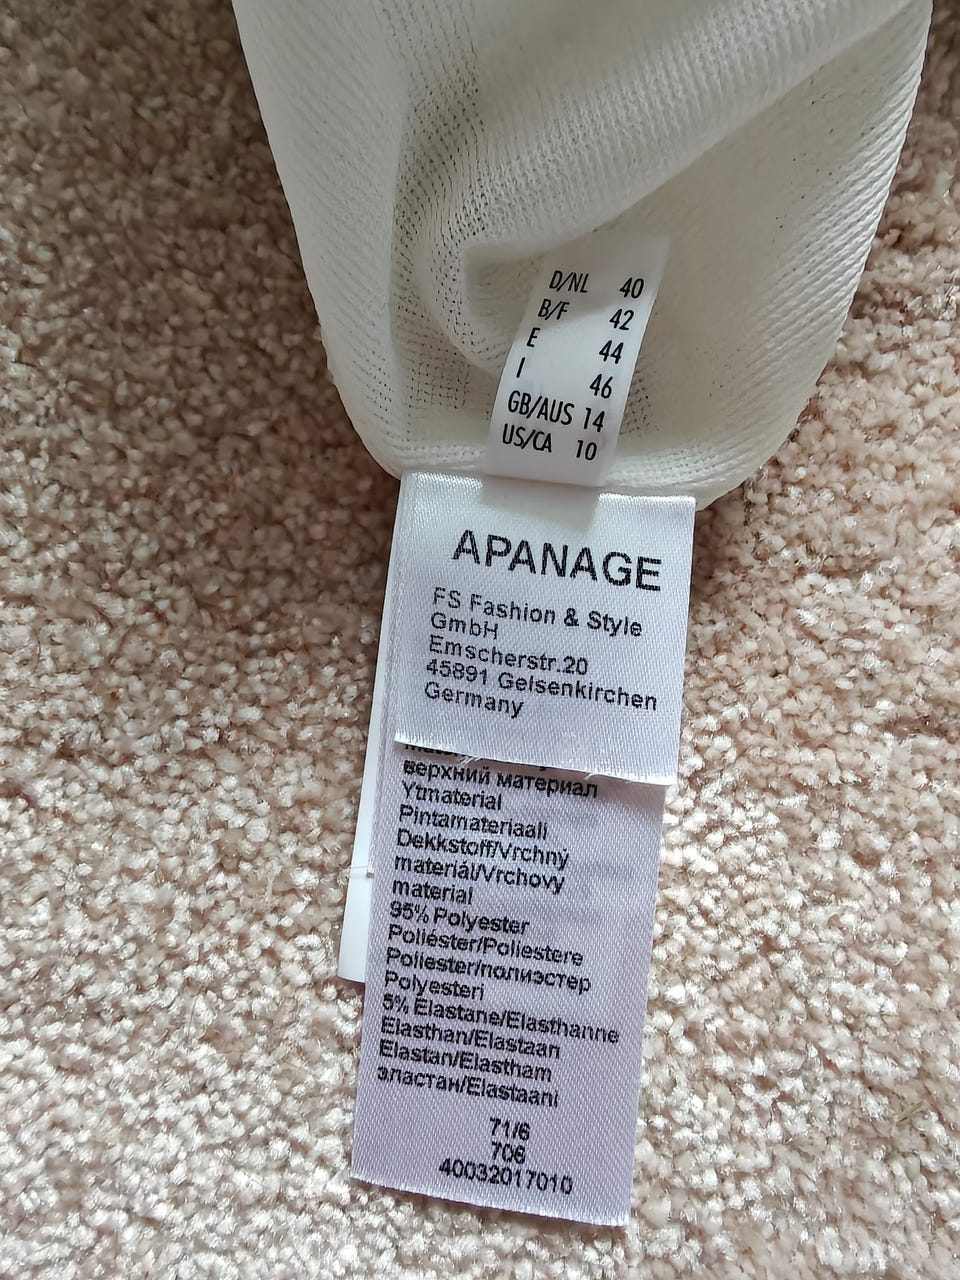 D/NL 40
B/F 42
E 44
I 46
GB/AUS 14
US/CA 10
APANAGE
FS Fashion & Style
GmbH
Emscherstr.20
45891 Gelsenkirchen
Germany
верхний материал
Ytmaterial
Pintamateriaali
Dekkstoff/Vrchný
materiál/Vrchovy
material
95% Polyester
Poliéster/Poliestere
Poliester/полиэстер
Polyesteri
5% Elastane/Elasthanne
Elasthan/Elastaan
Elastan/Elastham
эластан/Elastaani
71/6
706
40032017010